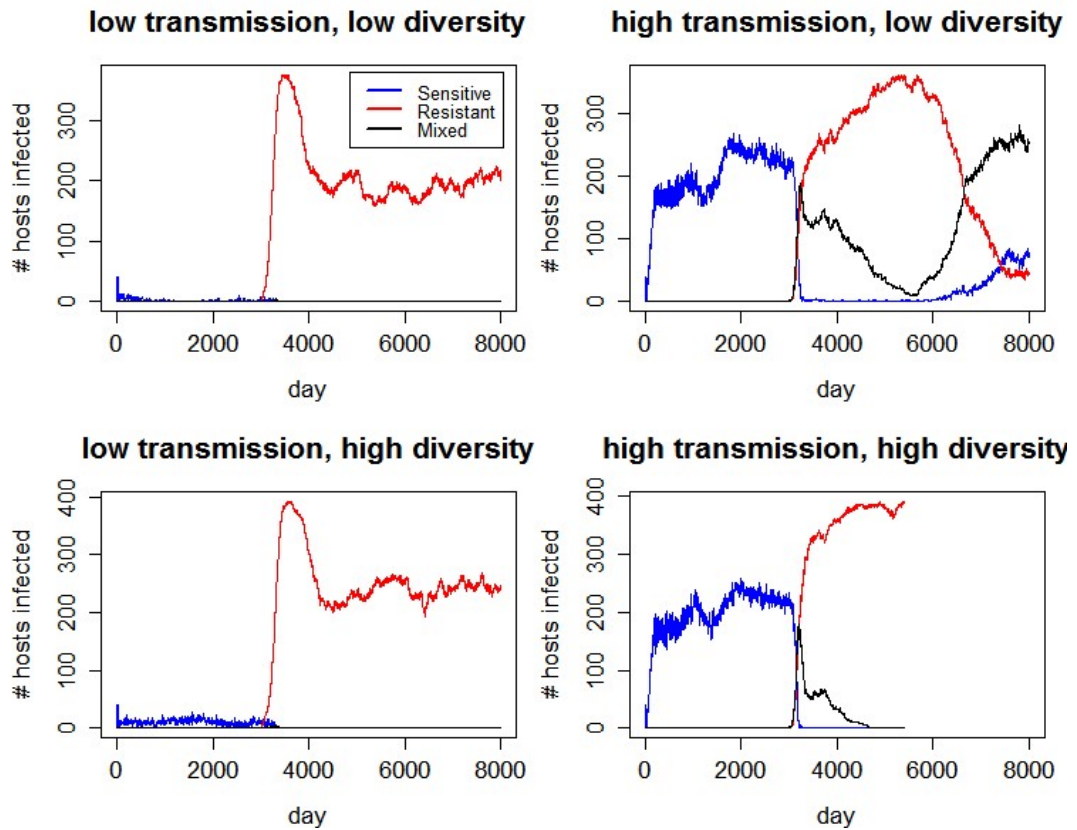 low transmission, low diversity
# hosts infected
0 100 200 300
Sensitive
Resistant
Mixed
0 2000 4000 6000 8000
day
high transmission, low diversity
# hosts infected
0 100 200 300
0 2000 4000 6000 8000
day
low transmission, high diversity
# hosts infected
0 100 200 300 400
0 2000 4000 6000 8000
day
high transmission, high diversity
# hosts infected
0 100 200 300 400
0 2000 4000 6000 8000
day